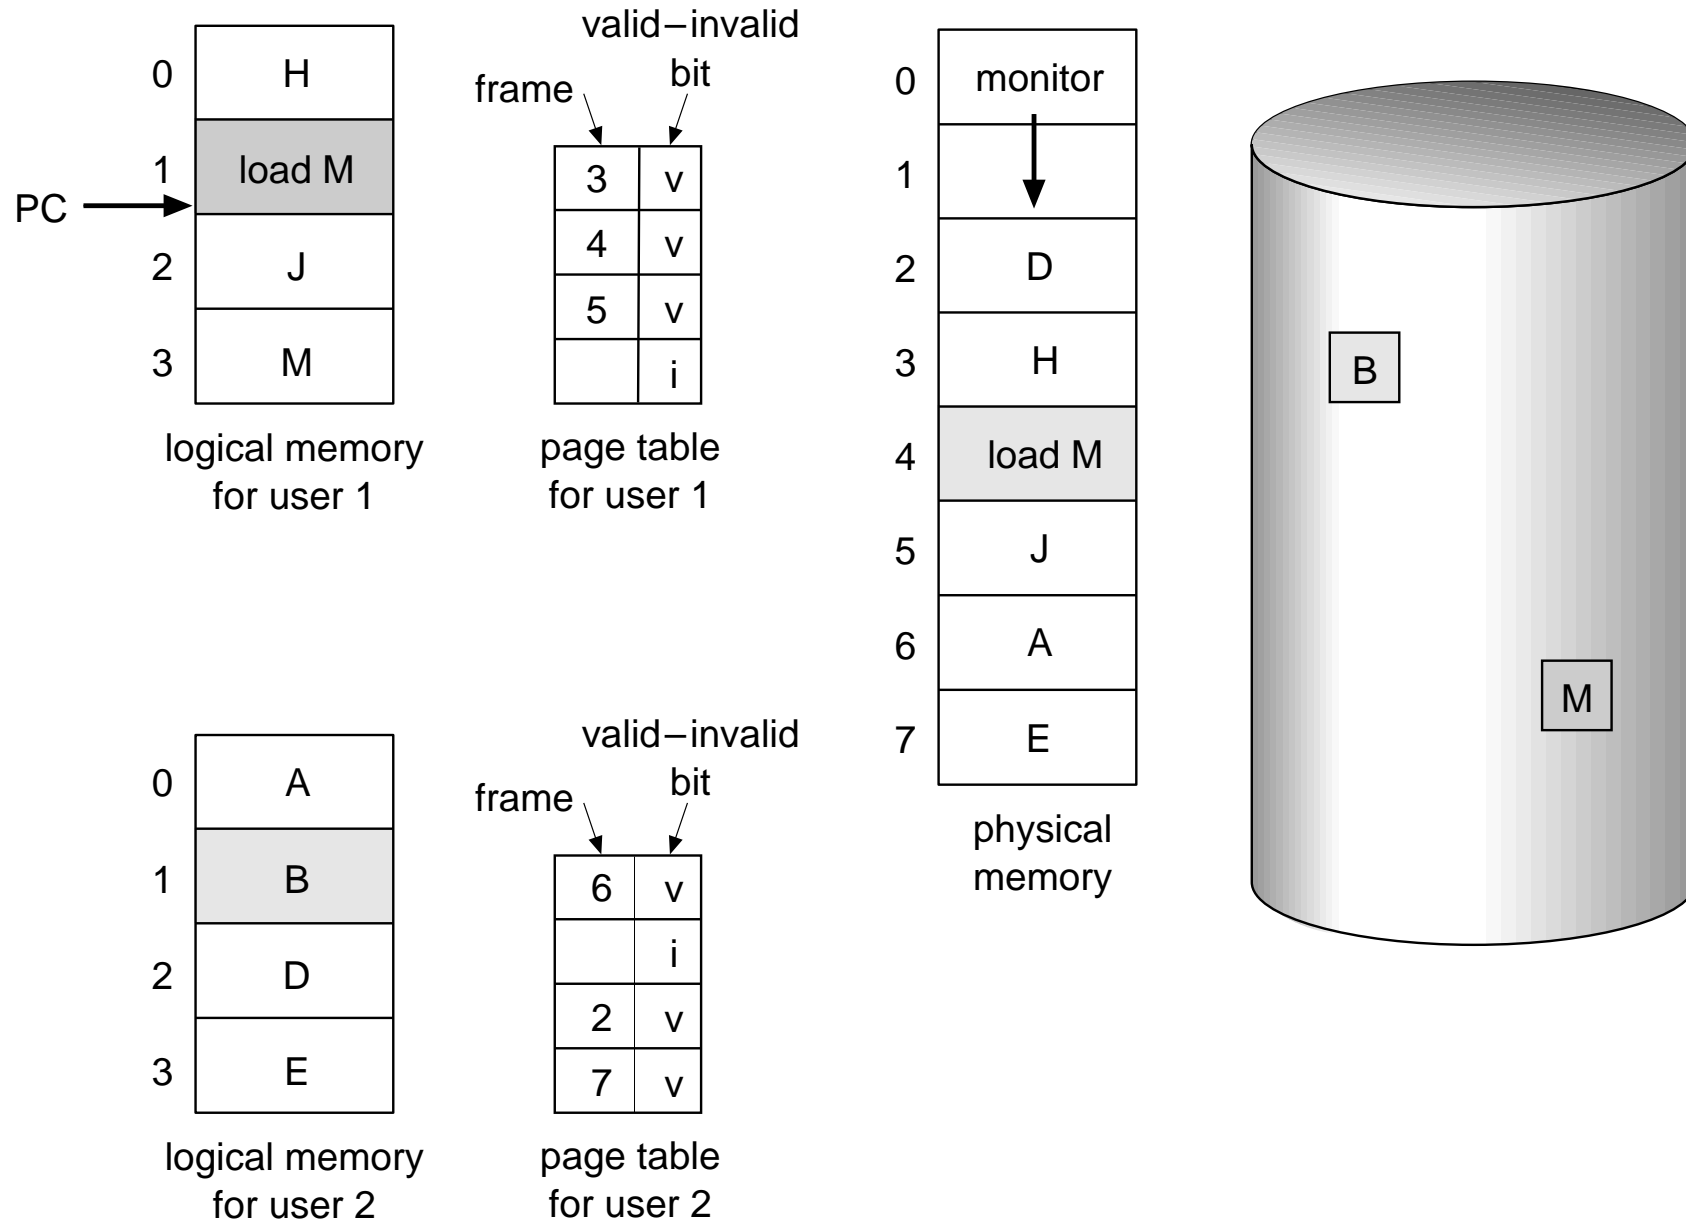 valid–invalid
bit
frame
0 H
1 load M
PC
2 J
3 M
3 v
4 v
5 v
i
logical memory
for user 1
page table
for user 1
0 monitor
1
2 D
3 H
4 load M
5 J
6 A
7 E
physical
memory
B
M
valid–invalid
bit
frame
0 A
1 B
2 D
3 E
6 v
i
2 v
7 v
logical memory
for user 2
page table
for user 2